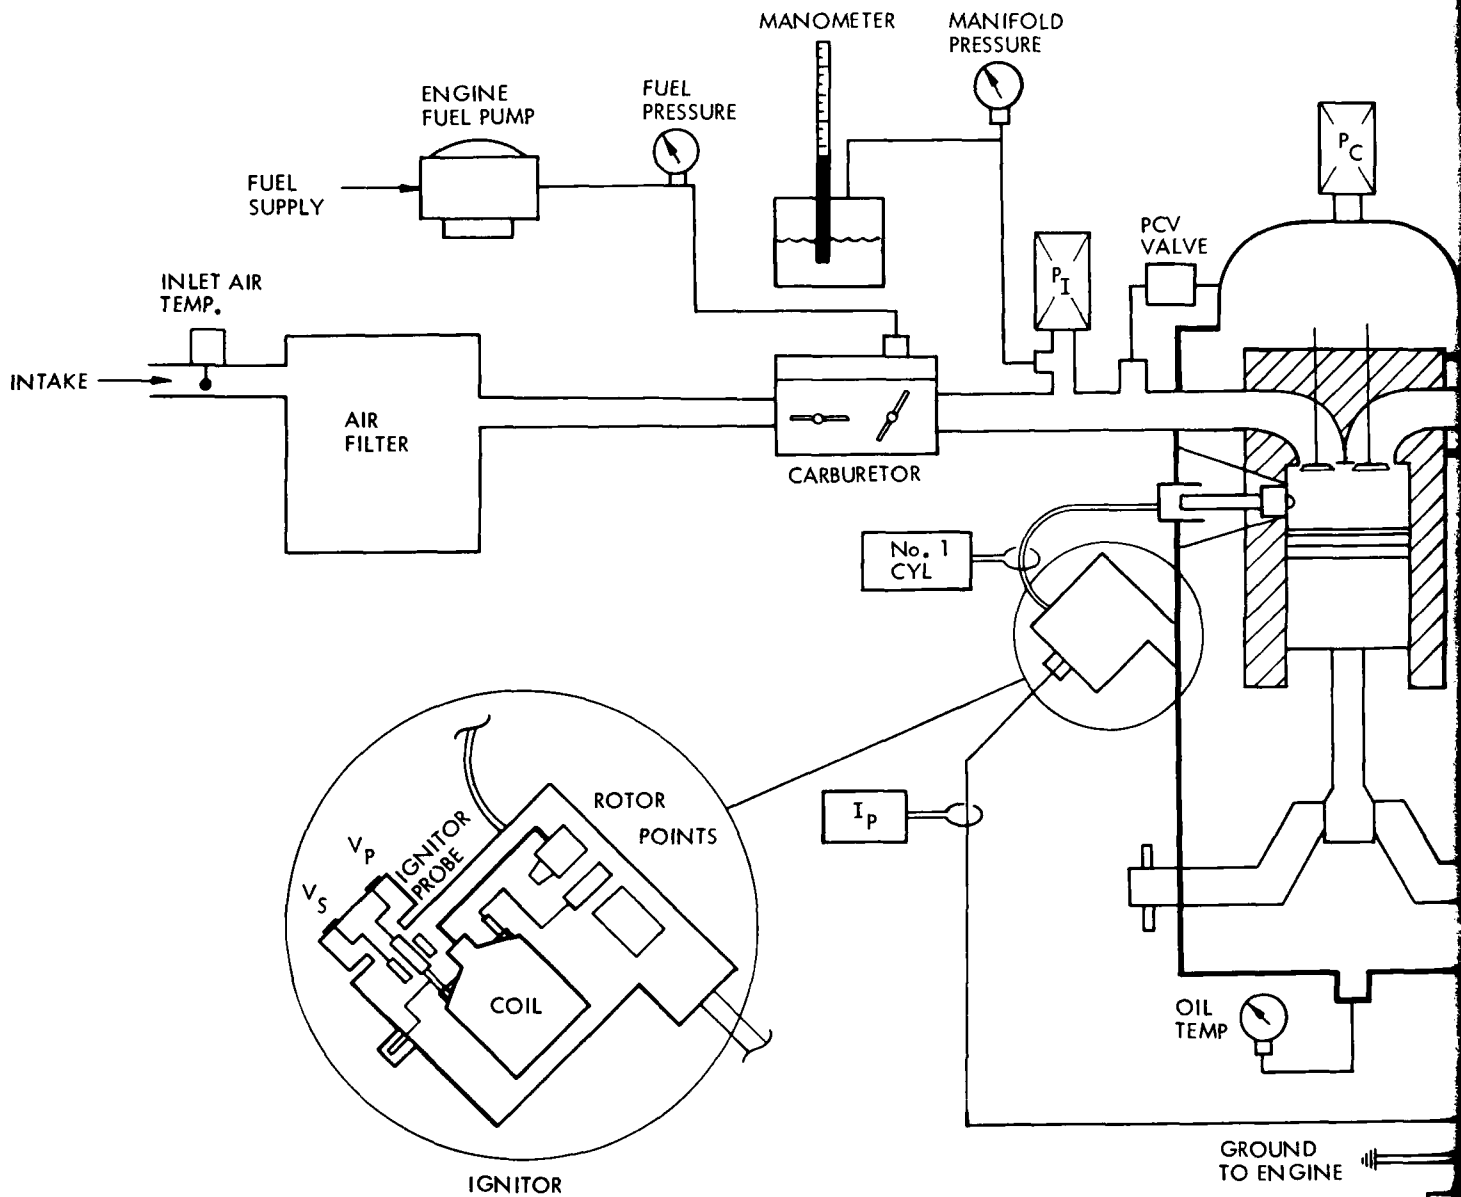 MANOMETER
MANIFOLD
PRESSURE
ENGINE
FUEL PUMP
FUEL
PRESSURE
P_C
FUEL
SUPPLY
PCV
VALVE
INLET AIR
TEMP.
P_I
INTAKE
AIR
FILTER
CARBURETOR
No. 1
CYL
ROTOR
POINTS
I_P
V_P
IGNITOR
PROBE
V_S
COIL
OIL
TEMP
GROUND
TO ENGINE
IGNITOR